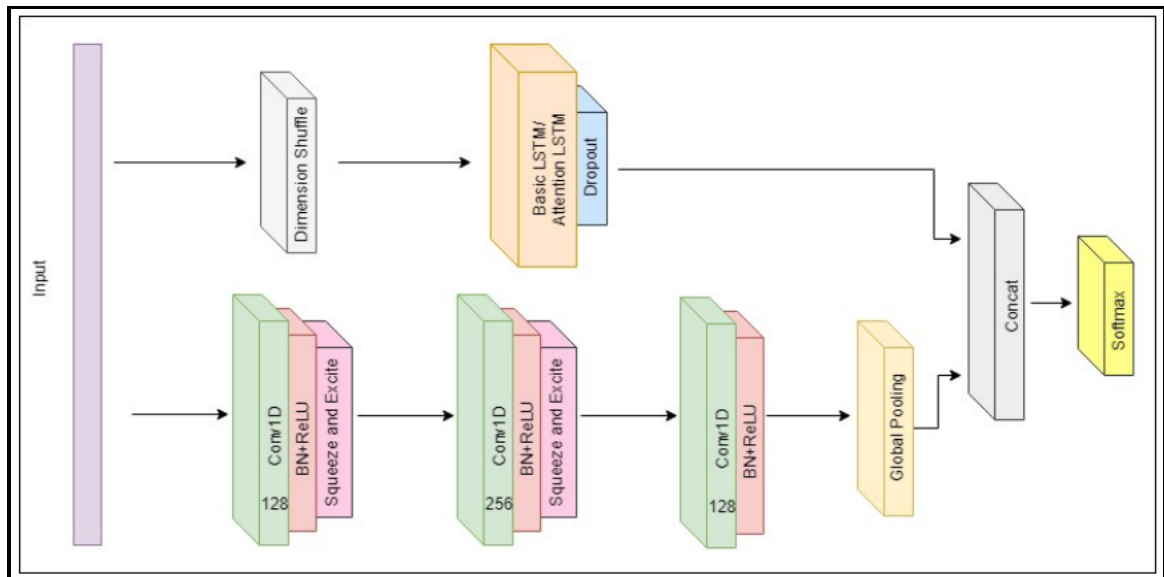 Input
Dimension Shuffle
Basic LSTM/
Attention LSTM
Dropout
Conv1D
128
BN+ReLU
Squeeze and Excite
Conv1D
256
BN+ReLU
Squeeze and Excite
Conv1D
128
BN+ReLU
Global Pooling
Concat
Softmax